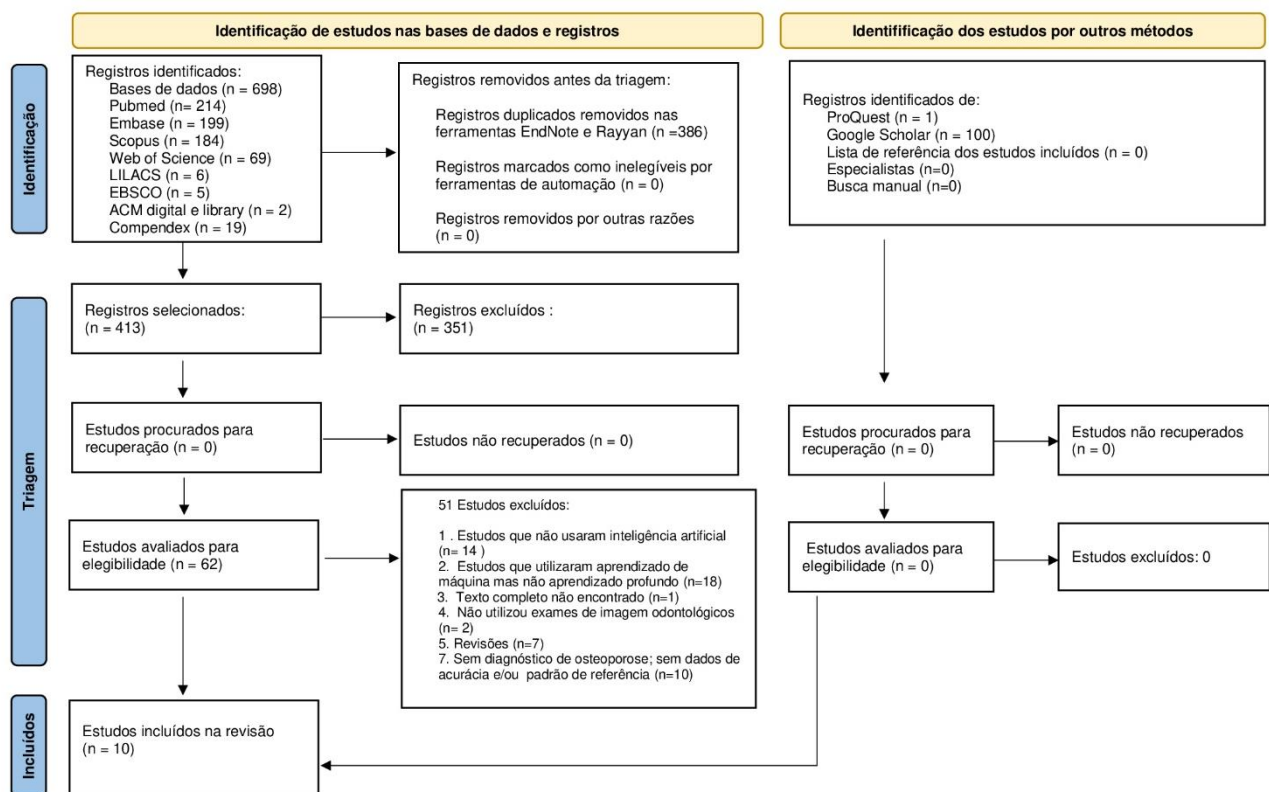 Identificação de estudos nas bases de dados e registros
Identifificação dos estudos por outros métodos
Identificação
Registros identificados:
Bases de dados (n = 698)
Pubmed (n= 214)
Embase (n = 199)
Scopus (n = 184)
Web of Science (n = 69)
LILACS (n = 6)
EBSCO (n = 5)
ACM digital e library (n = 2)
Compendex (n = 19)
Registros removidos antes da triagem:
Registros duplicados removidos nas
ferramentas EndNote e Rayyan (n =386)
Registros marcados como inelegíveis por
ferramentas de automação (n = 0)
Registros removidos por outras razões
(n = 0)
Registros identificados de:
ProQuest (n = 1)
Google Scholar (n = 100)
Lista de referência dos estudos incluídos (n = 0)
Especialistas (n=0)
Busca manual (n=0)
Triagem
Registros selecionados:
(n = 413)
Registros excluídos :
(n = 351)
Estudos procurados para
recuperação (n = 0)
Estudos não recuperados (n = 0)
Estudos procurados para
recuperação (n = 0)
Estudos não recuperados
(n = 0)
Estudos avaliados para
elegibilidade (n = 62)
51 Estudos excluídos:
1 . Estudos que não usaram inteligência artificial
(n= 14 )
2. Estudos que utilizaram aprendizado de
máquina mas não aprendizado profundo (n=18)
3. Texto completo não encontrado (n=1)
4. Não utilizou exames de imagem odontológicos
(n= 2)
5. Revisões (n=7)
7. Sem diagnóstico de osteoporose; sem dados de
acurácia e/ou padrão de referência (n=10)
Estudos avaliados para
elegibilidade (n = 0)
Estudos excluídos: 0
Incluídos
Estudos incluídos na revisão
(n = 10)